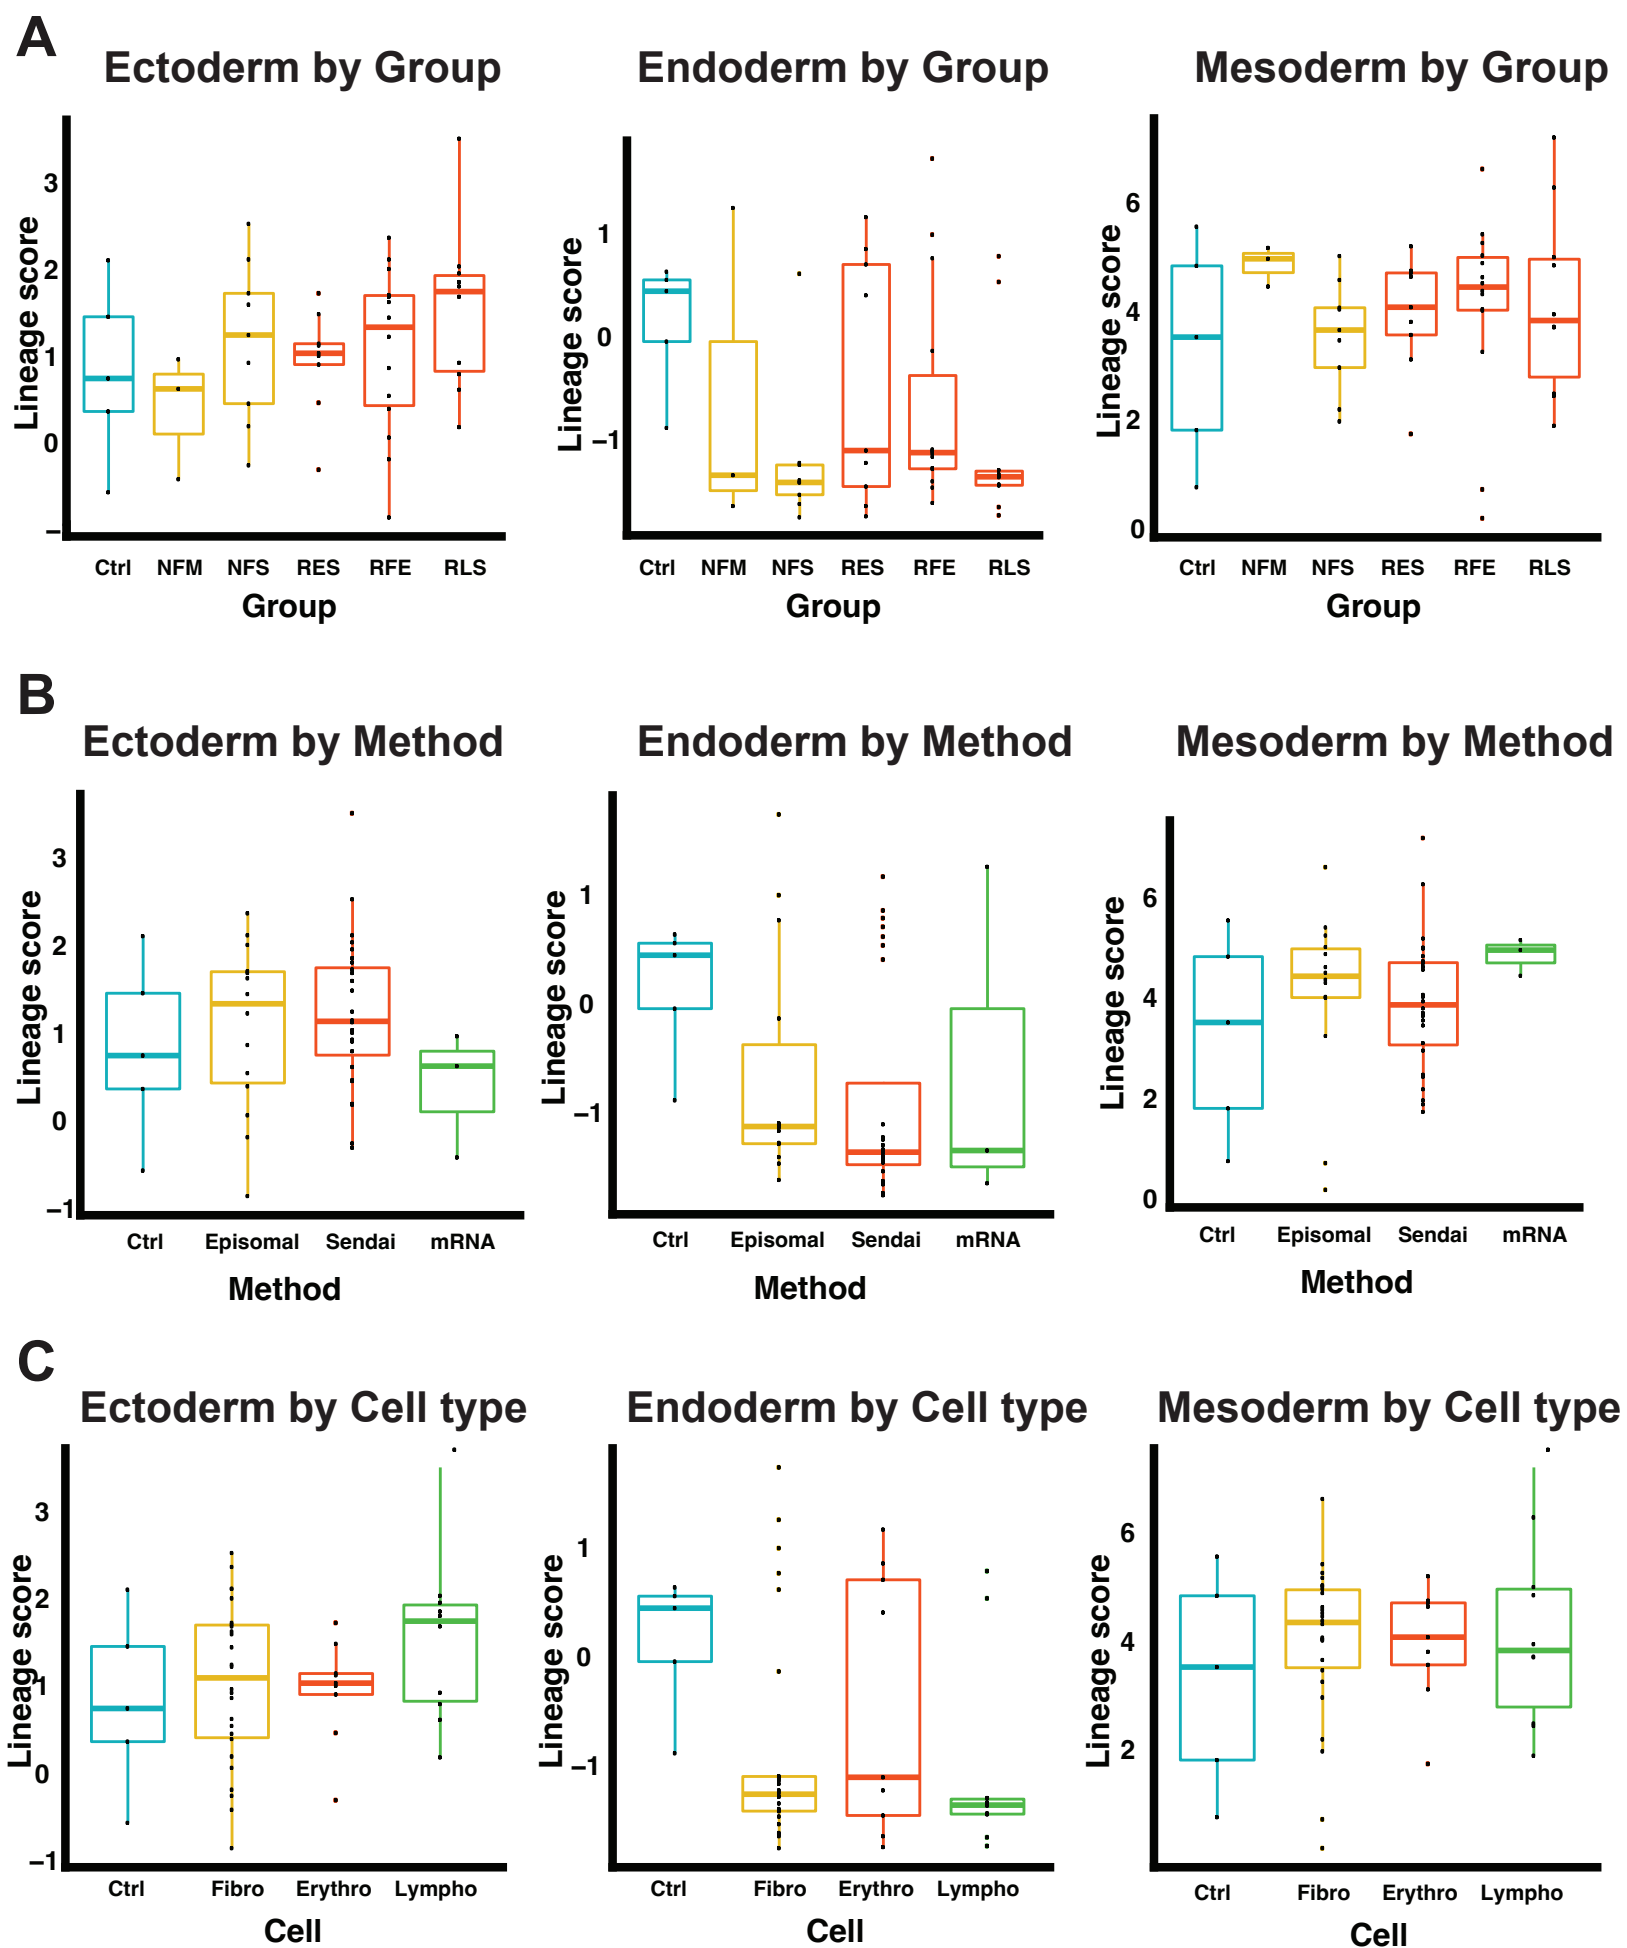 A
Ectoderm by Group
Endoderm by Group
Mesoderm by Group
Lineage score
3
2
1
0
–
Ctrl NFM NFS RES RFE RLS
Group
Lineage score
1
0
–1
Ctrl NFM NFS RES RFE RLS
Group
Lineage score
6
4
2
0
Ctrl NFM NFS RES RFE RLS
Group
B
Ectoderm by Method
Endoderm by Method
Mesoderm by Method
Lineage score
3
2
1
0
–1
Ctrl Episomal Sendai mRNA
Method
Lineage score
1
0
–1
Ctrl Episomal Sendai mRNA
Method
Lineage score
6
4
2
0
Ctrl Episomal Sendai mRNA
Method
C
Ectoderm by Cell type
Endoderm by Cell type
Mesoderm by Cell type
Lineage score
3
2
1
0
–1
Ctrl Fibro Erythro Lympho
Cell
Lineage score
1
0
–1
Ctrl Fibro Erythro Lympho
Cell
Lineage score
6
4
2
Ctrl Fibro Erythro Lympho
Cell